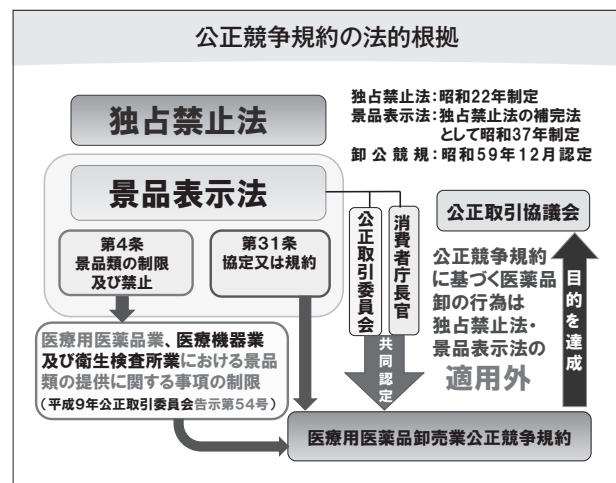 公正競争規約の法的根拠
独占禁止法
独占禁止法：昭和22年制定
景品表示法：独占禁止法の補完法
として昭和37年制定
卸公競規：昭和59年12月認定
景品表示法
第4条
景品類の制限
及び禁止
第31条
協定又は規約
公正取引委員会
消費者庁長官
共同認定
公正取引協議会
公正競争規約
に基づく医薬品
卸の行為は
独占禁止法・
景品表示法の
適用外
目的を達成
医療用医薬品業、医療機器業
及び衛生検査所業における景品
類の提供に関する事項の制限
（平成9年公正取引委員会告示第54号）
医療用医薬品卸売業公正競争規約